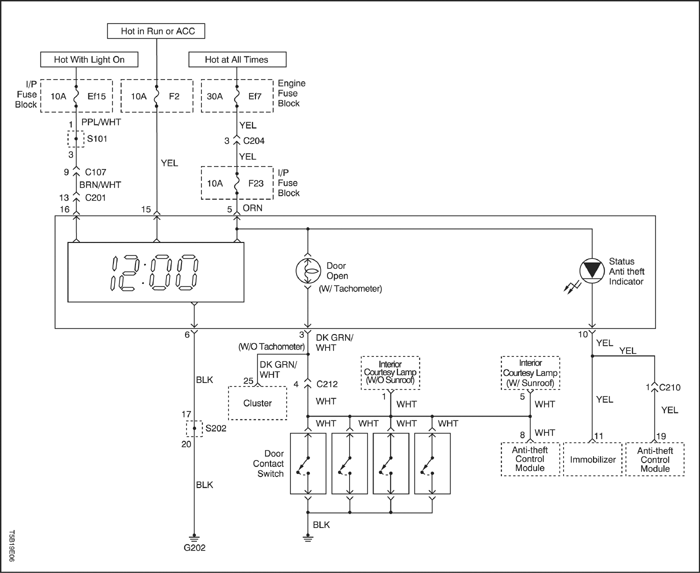 Hot in Run or ACC
Hot With Light On
Hot at All Times
I/P
Fuse
Block
10A Ef15
10A F2
30A Ef7
Engine
Fuse
Block
1 PPL/WHT
S101
3
YEL
3 C204
YEL
9 C107
BRN/WHT
13 C201
YEL
10A F23
I/P
Fuse
Block
16
15
5 ORN
12:00
Door
Open
(W/ Tachometer)
Status
Anti theft
Indicator
6
3
10
DK GRN/
WHT
(W/O Tachometer)
DK GRN/
WHT
25
Cluster
4 C212
WHT
Interior
Courtesy Lamp
(W/O Sunroof)
1
WHT
Interior
Courtesy Lamp
(W/ Sunroof)
5
WHT
YEL
YEL
1 C210
YEL
YEL
BLK
17
S202
20
BLK
G202
WHT
WHT
WHT
WHT
8 WHT
Anti-theft
Control
Module
11
Immobilizer
19
Anti-theft
Control
Module
Door
Contact
Switch
BLK
T5B19E06